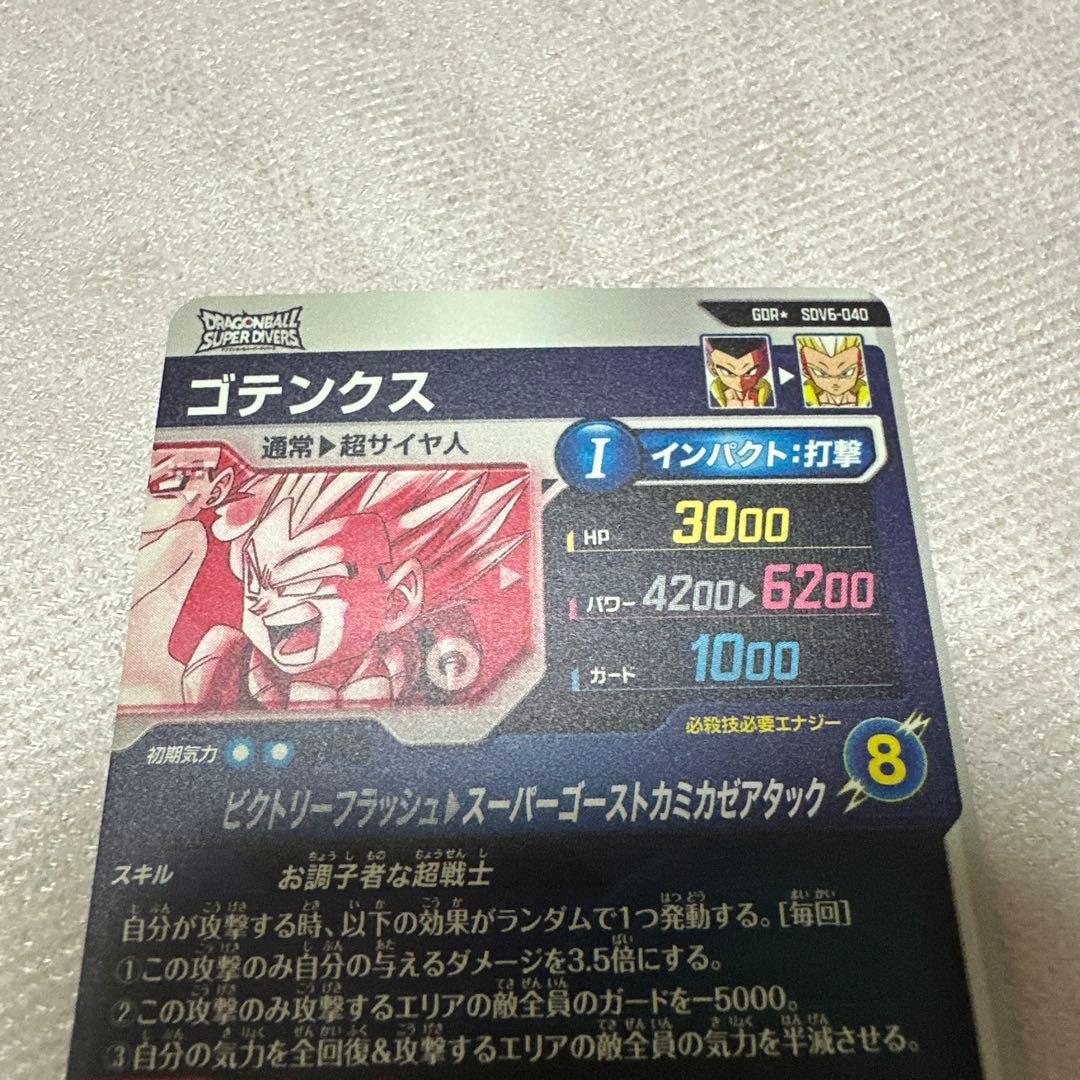 GDR★ SDV6-040
DRAGONBALL
SUPER DIVERS
ゴテンクス
通常▶超サイヤ人
I インパクト:打撃
HP 3000
パワー 4200▶6200
ガード 1000
必殺技必要エナジー
8
初期気力
ビクトリーフラッシュ▶スーパーゴーストカミカゼアタック
スキル お調子者な超戦士
自分が攻撃する時、以下の効果がランダムで1つ発動する。[毎回]
①この攻撃のみ自分の与えるダメージを3.5倍にする。
②この攻撃のみ攻撃するエリアの敵全員のガードを-5000。
③自分の気力を全回復&攻撃するエリアの敵全員の気力を半減させる。